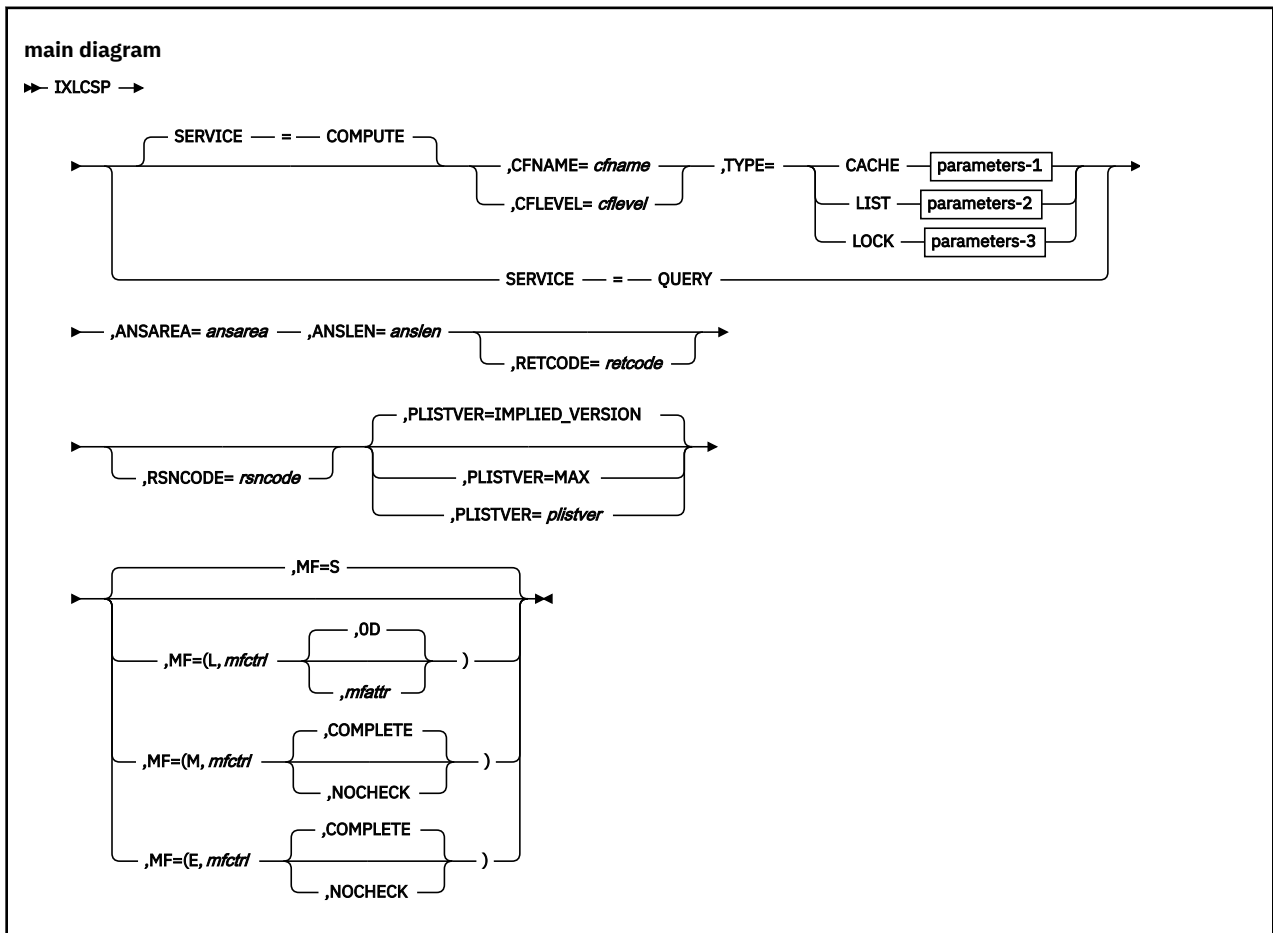 main diagram
IXLCSP
SERVICE = COMPUTE
,CFNAME= cfname ,TYPE= CACHE parameters-1
,CFLEVEL= cflevel LIST parameters-2
LOCK parameters-3
SERVICE = QUERY
,ANSAREA= ansarea ,ANSLEN= anslen
,RETCODE= retcode
,PLISTVER=IMPLIED_VERSION
,RSNCODE= rsncode ,PLISTVER=MAX
,PLISTVER= plistver
,MF=S
,0D
,MF=(L, mfctrl )
,mfattr
,COMPLETE
,MF=(M, mfctrl )
,NOCHECK
,COMPLETE
,MF=(E, mfctrl )
,NOCHECK